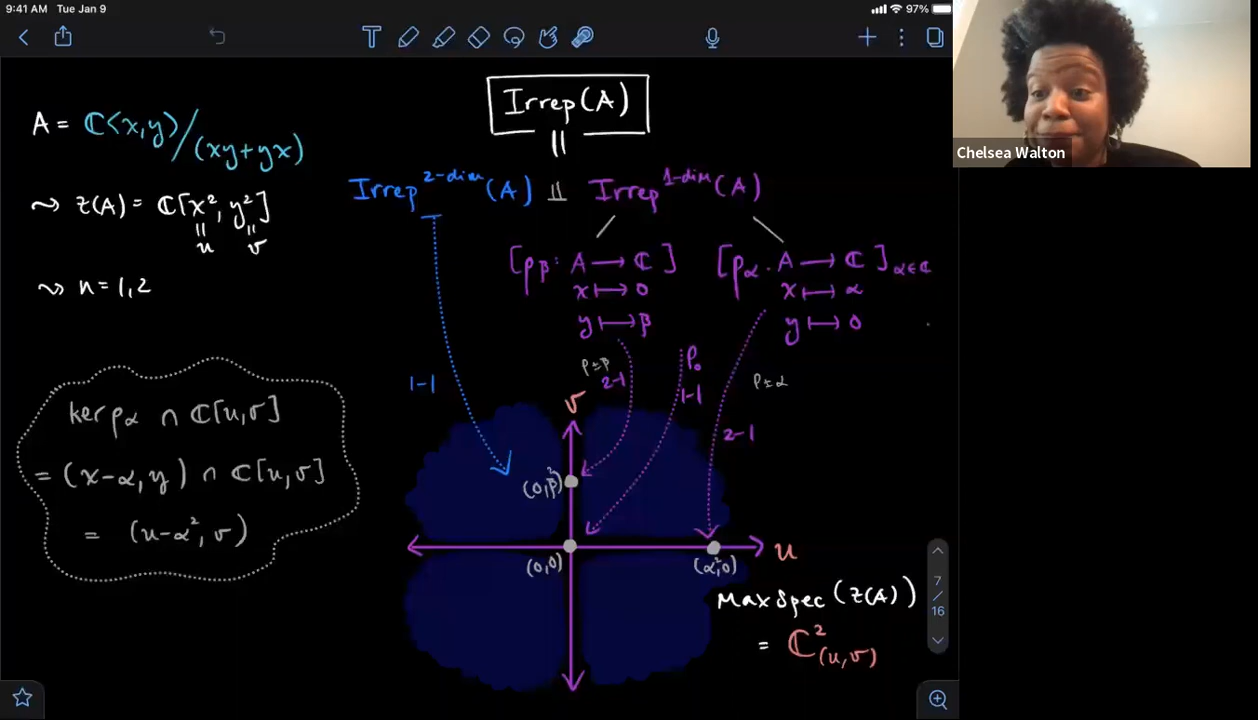 9:41 AM Tue Jan 9
97%
Chelsea Walton
Irrep(A)
||
A = ℂ<x,y>/(xy+yx)
⇝ Z(A) = ℂ[x², y²]
|| ||
u v
⇝ n = 1,2
Irrep^{2-dim}(A) ⨿ Irrep^{1-dim}(A)
[ρ_β : A → ℂ]
x ↦ 0
y ↦ β
[ρ_α : A → ℂ]_{α∈ℂ}
x ↦ α
y ↦ 0
1-1
ρ_{±β}
2-1
ρ₀
1-1
ρ_{±α}
2-1
ker ρ_α ∩ ℂ[u,v]
= (x-α, y) ∩ ℂ[u,v]
= (u-α², v)
v
(0,β²)
(0,0)
(α²,0)
u
MaxSpec(Z(A))
= ℂ²_{(u,v)}
7
/
16